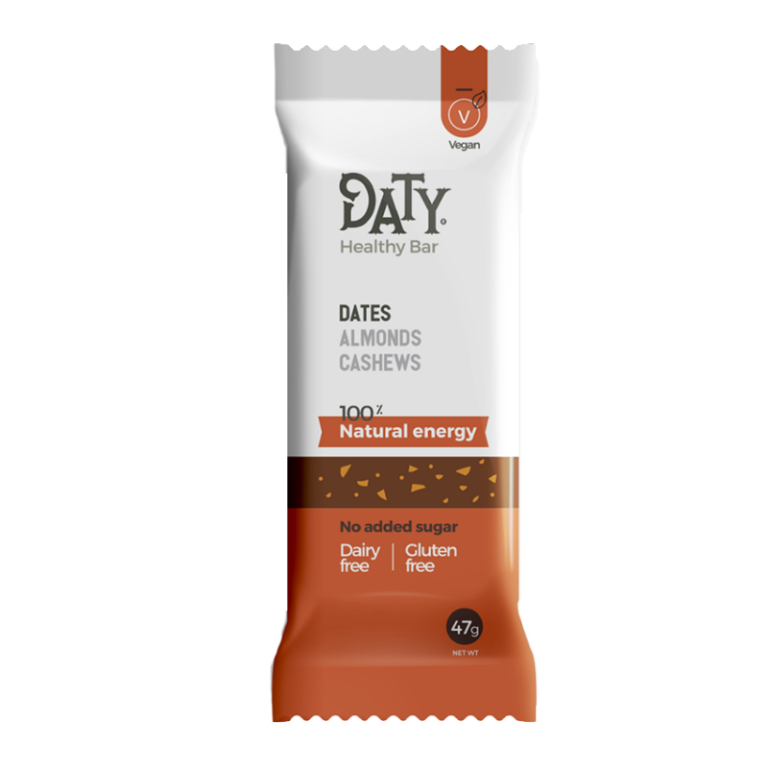 V
Vegan
DATY
Healthy Bar
DATES
ALMONDS
CASHEWS
100%
Natural energy
No added sugar
Dairy free
Gluten free
47g
NET WT